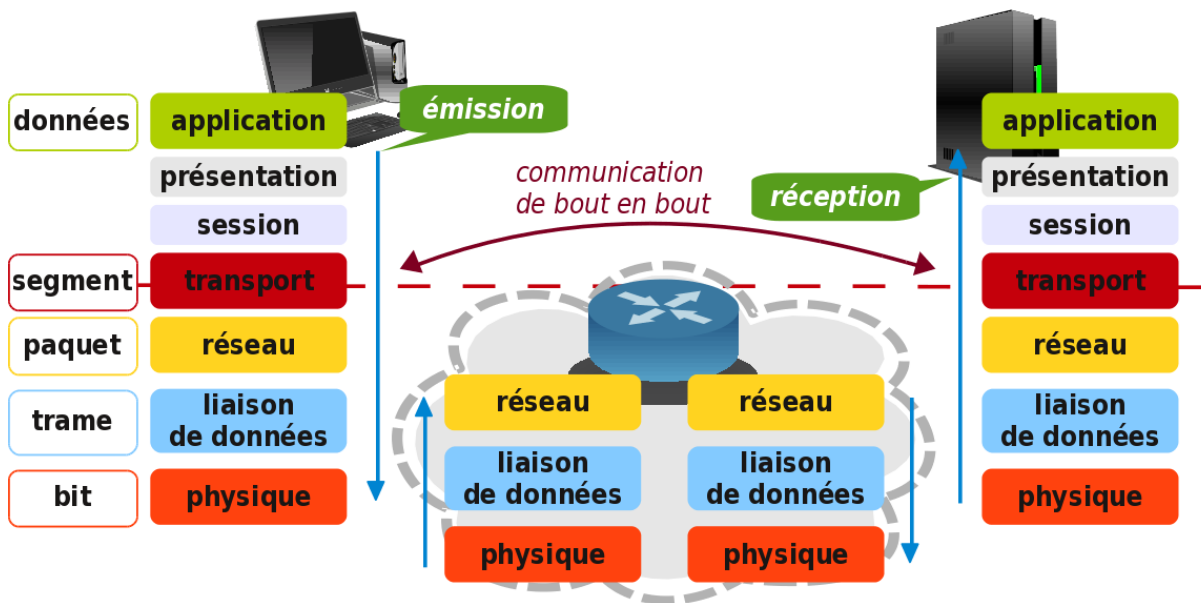 données
application
émission
application
présentation
communication
de bout en bout
réception
présentation
session
session
segment
transport
transport
paquet
réseau
réseau
trame
liaison
de données
réseau
réseau
liaison
de données
bit
physique
liaison
de données
liaison
de données
physique
physique
physique